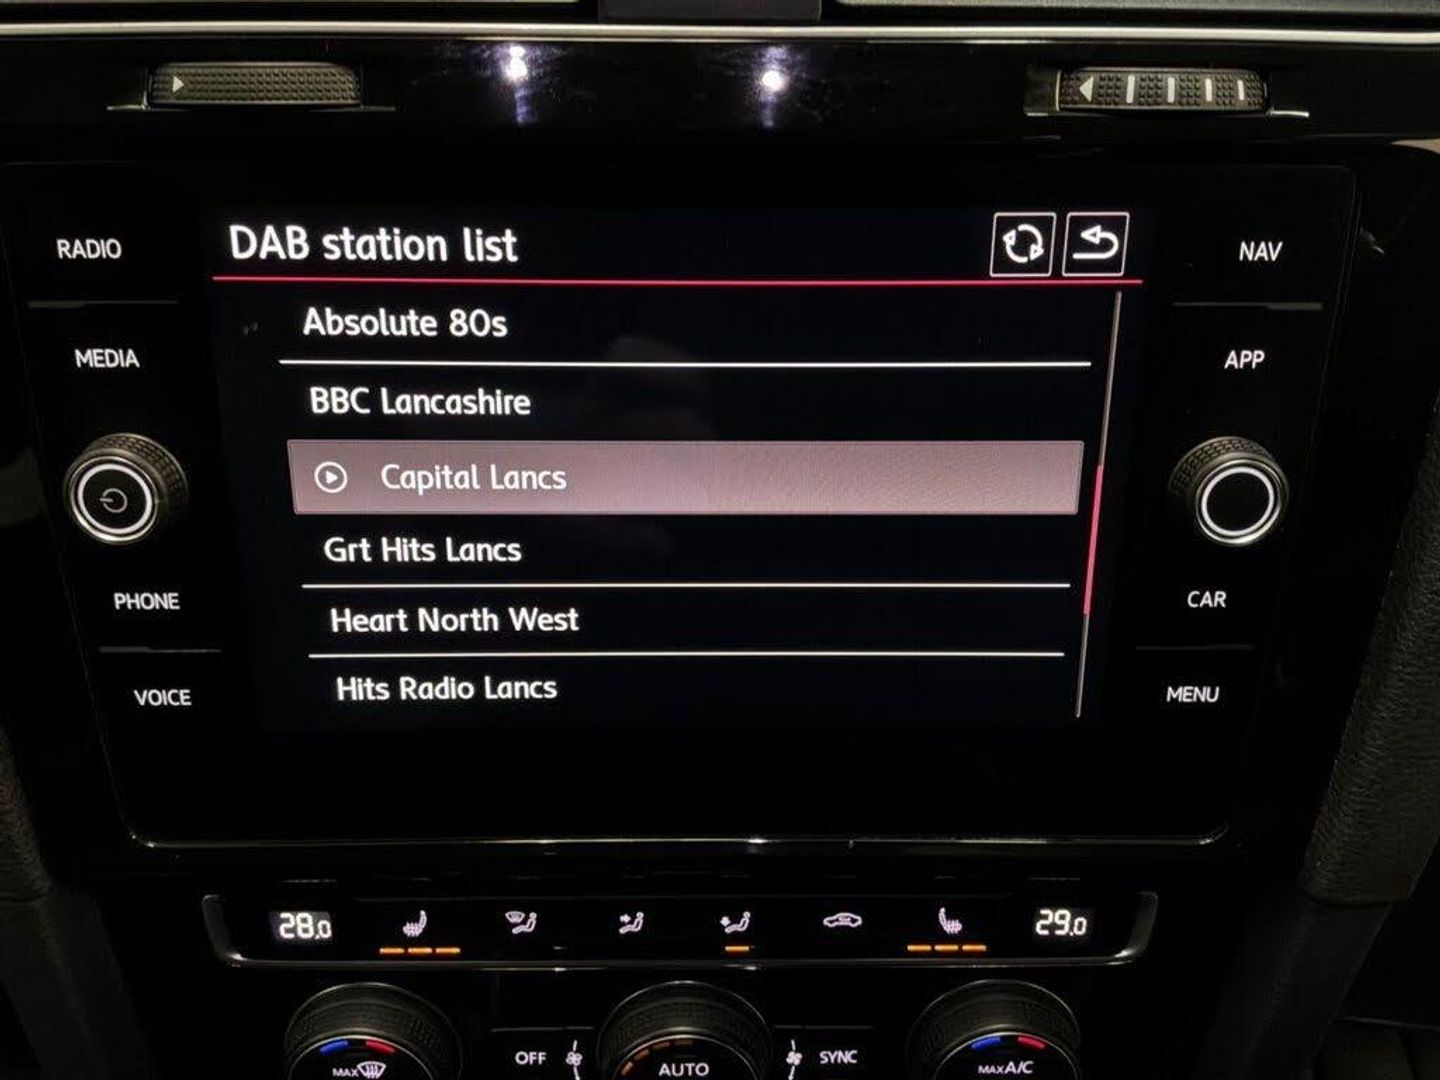 DAB station list
RADIO
NAV
Absolute 80s
MEDIA
APP
BBC Lancashire
Capital Lancs
Grt Hits Lancs
PHONE
CAR
Heart North West
VOICE
Hits Radio Lancs
MENU
28.0
29.0
OFF
SYNC
MAX
AUTO
MAX A/C